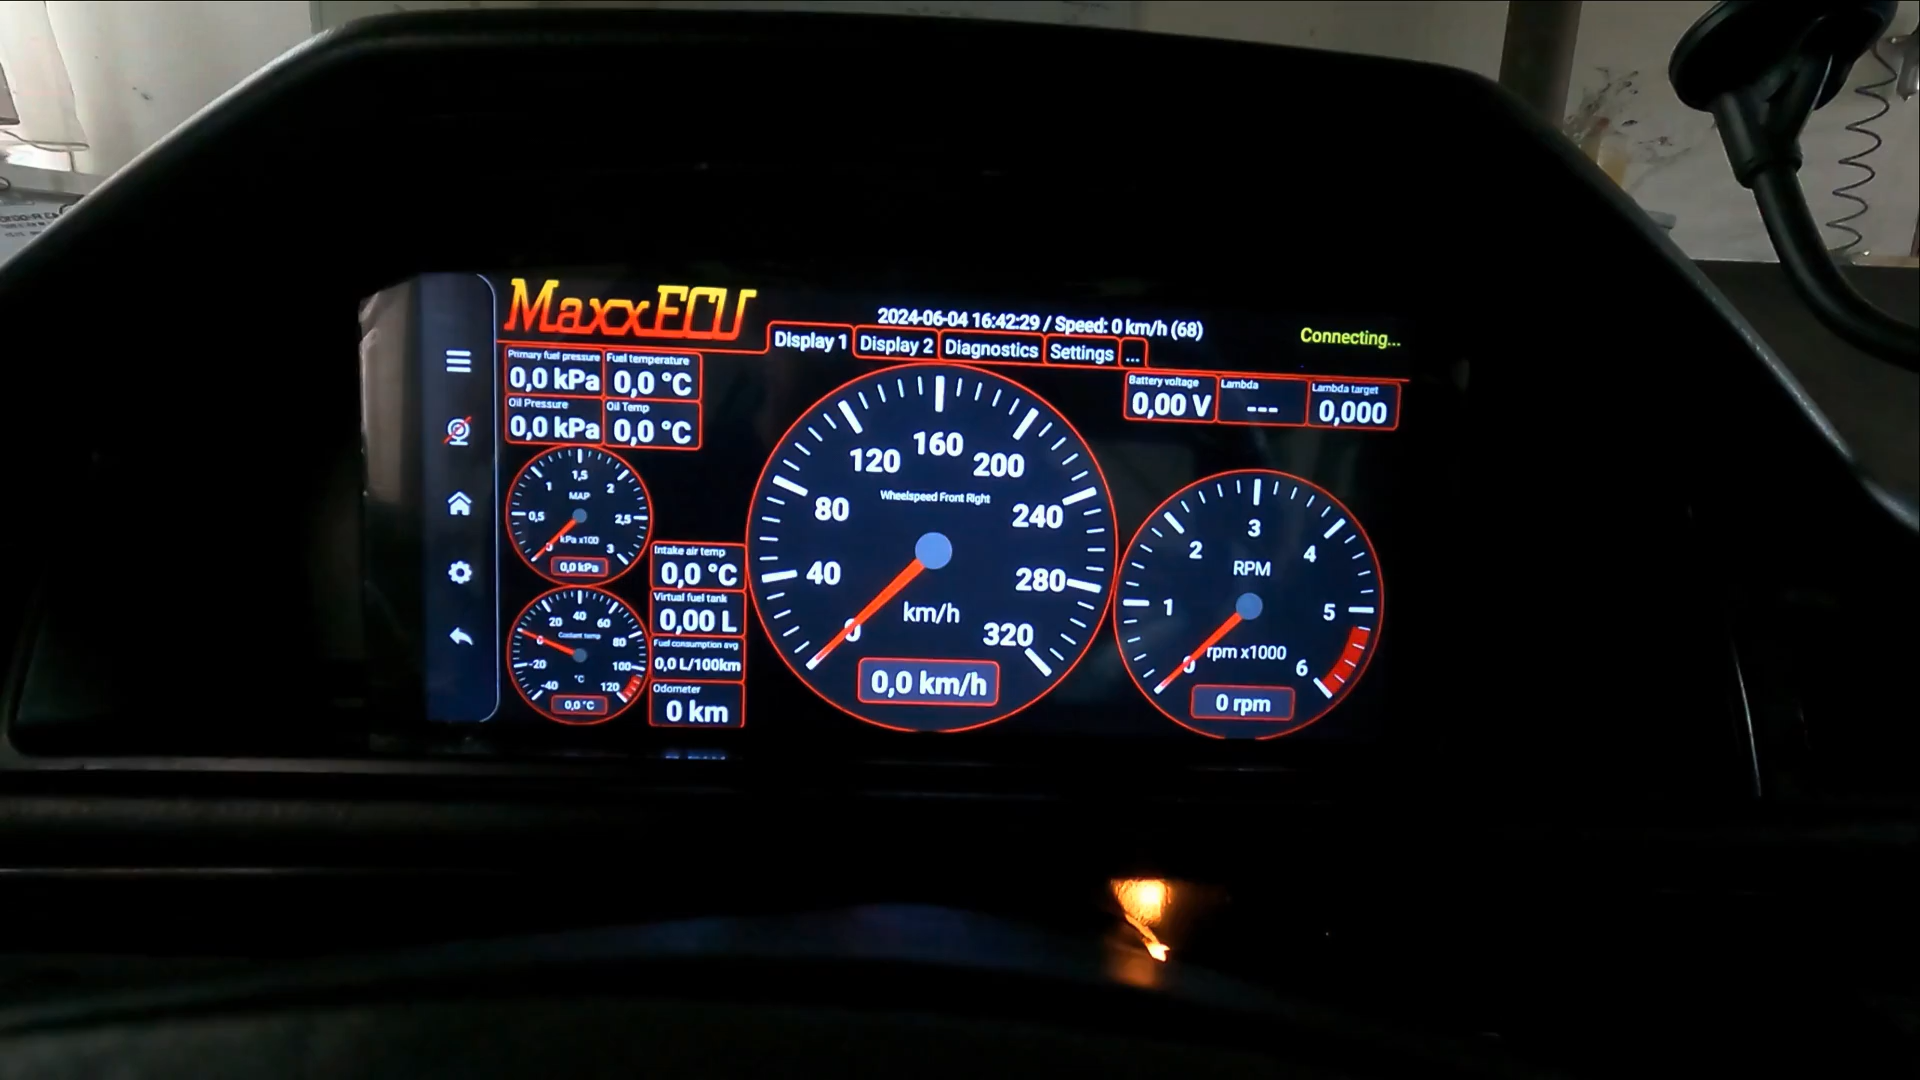 MaxxECU
2024-06-04 16:42:29 / Speed: 0 km/h (68)
Connecting...
Display 1
Display 2
Diagnostics
Settings
...
Primary fuel pressure
0,0 kPa
Fuel temperature
0,0 °C
Oil Pressure
0,0 kPa
Oil Temp
0,0 °C
Battery voltage
0,00 V
Lambda
---
Lambda target
0,000
0
0,5
1
1,5
2
2,5
3
MAP
kPa x100
0,0 kPa
-40
-20
0
20
40
60
80
100
120
Coolant temp
°C
0,0 °C
Intake air temp
0,0 °C
Virtual fuel tank
0,00 L
Fuel consumption avg
0,0 L/100km
Odometer
0 km
0
40
80
120
160
200
240
280
320
Wheelspeed Front Right
km/h
0,0 km/h
0
1
2
3
4
5
6
RPM
rpm x1000
0 rpm